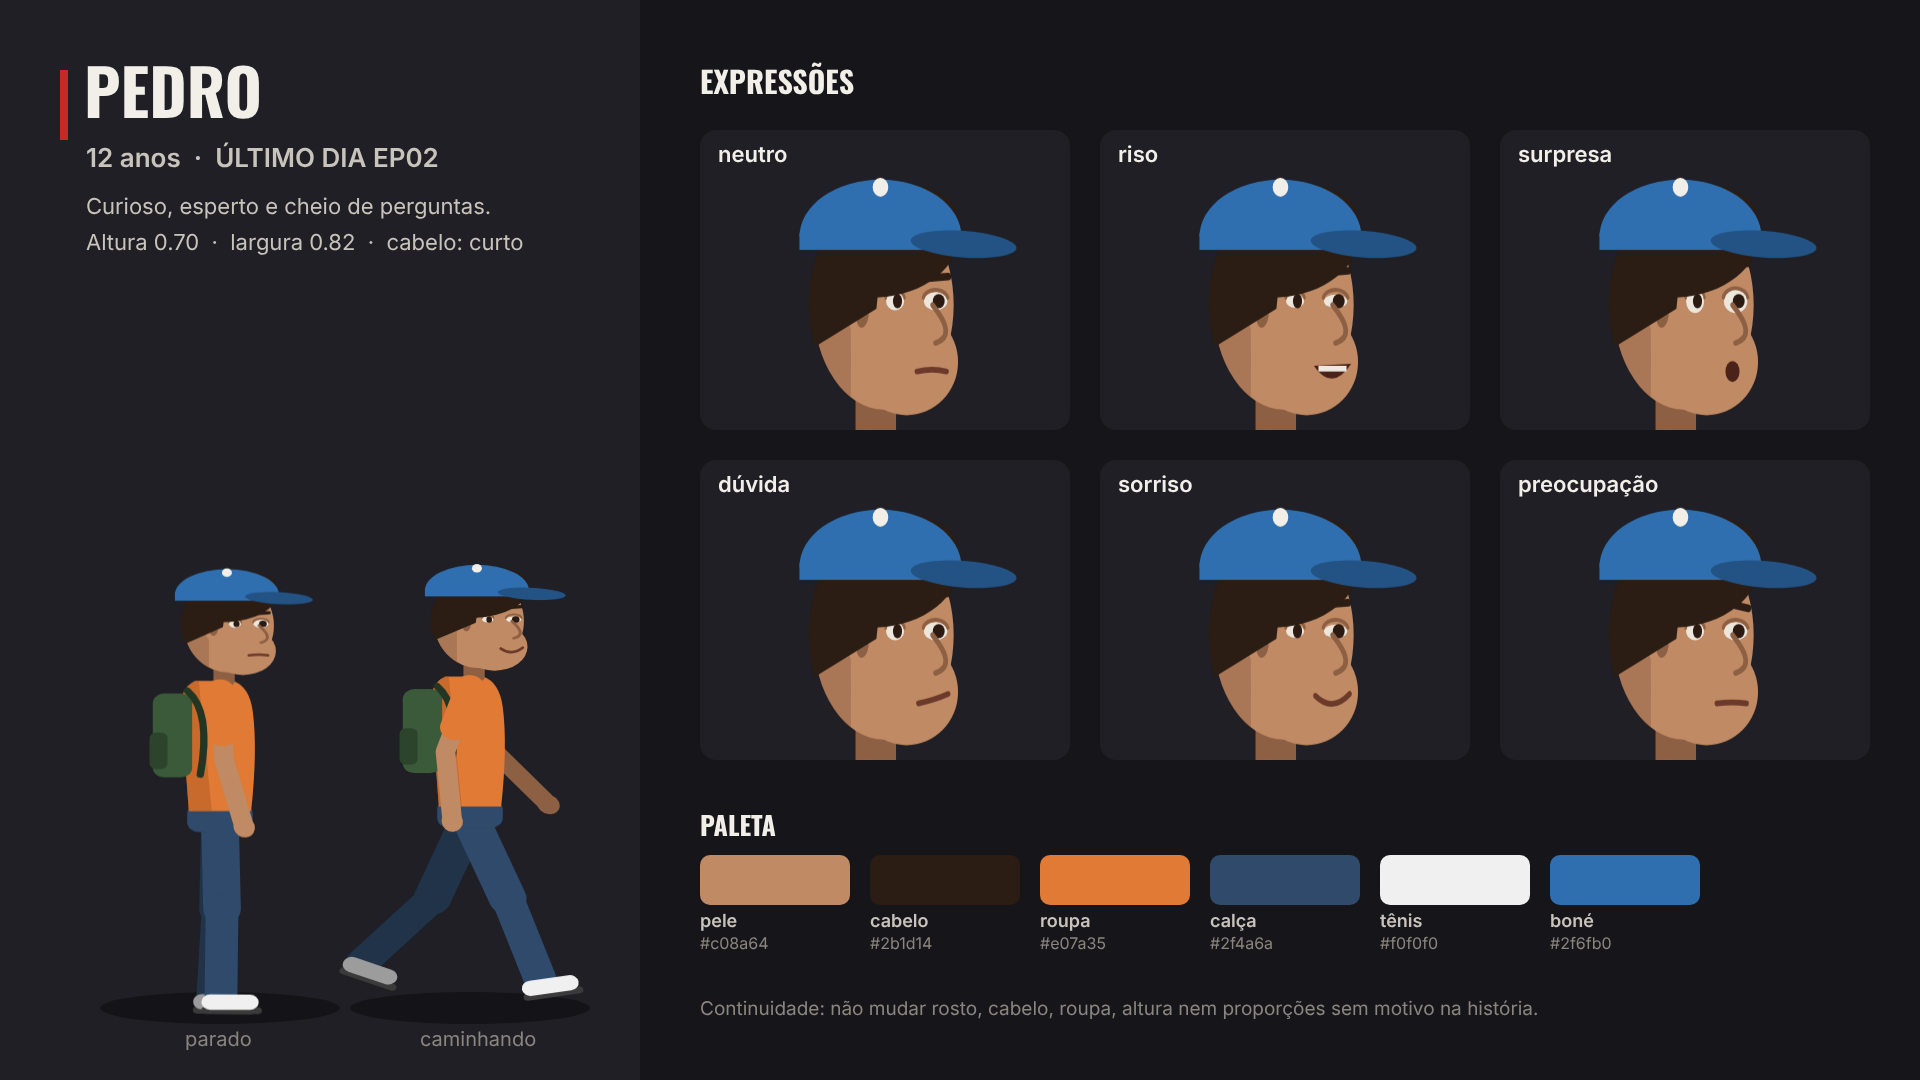 PEDRO
12 anos · ÚLTIMO DIA EP02
Curioso, esperto e cheio de perguntas.
Altura 0.70 · largura 0.82 · cabelo: curto
parado
caminhando
EXPRESSÕES
neutro
riso
surpresa
dúvida
sorriso
preocupação
PALETA
pele
#c08a64
cabelo
#2b1d14
roupa
#e07a35
calça
#2f4a6a
tênis
#f0f0f0
boné
#2f6fb0
Continuidade: não mudar rosto, cabelo, roupa, altura nem proporções sem motivo na história.